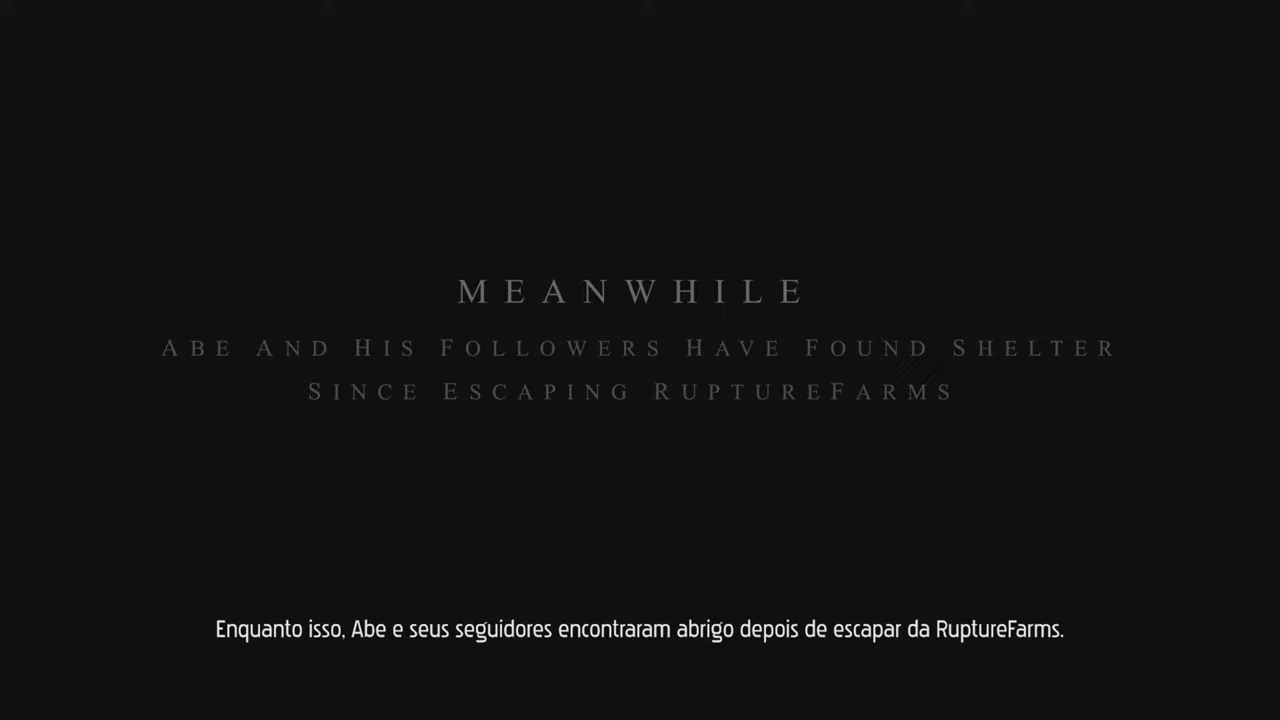 MEANWHILE
ABE AND HIS FOLLOWERS HAVE FOUND SHELTER
SINCE ESCAPING RUPTUREFARMS
Enquanto isso, Abe e seus seguidores encontraram abrigo depois de escapar da RuptureFarms.